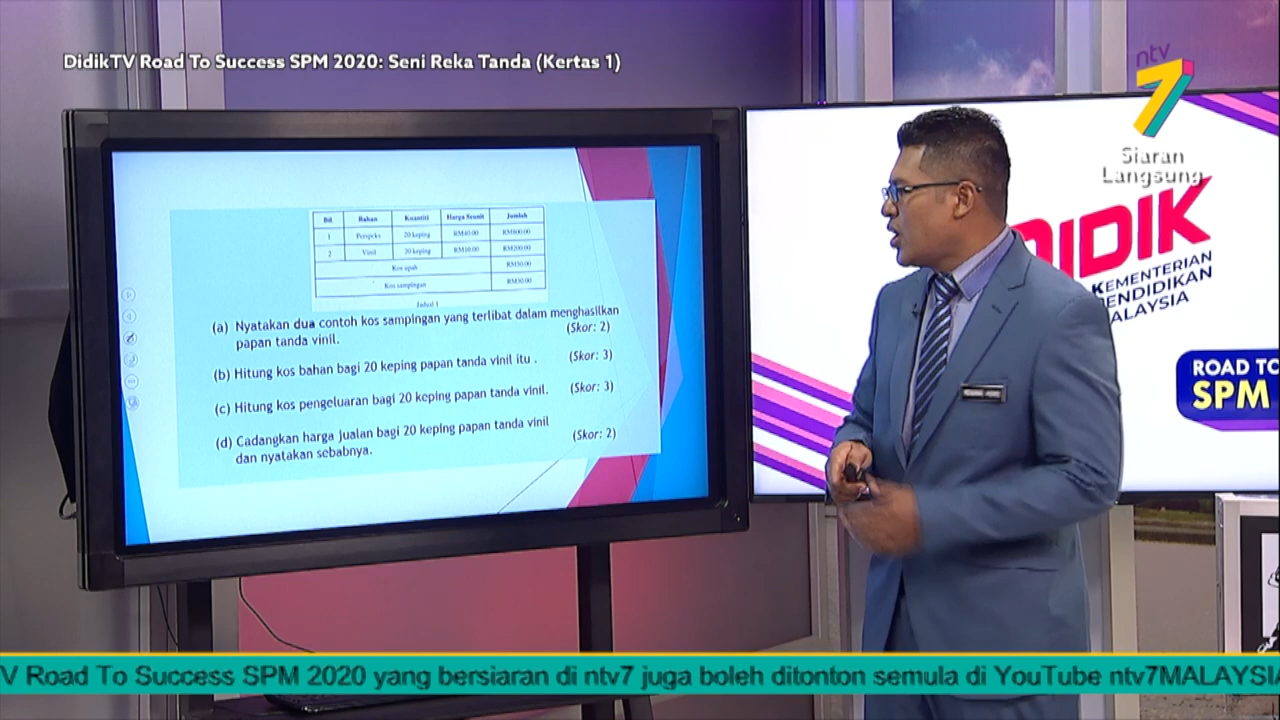 DidikTV Road To Success SPM 2020: Seni Reka Tanda (Kertas 1)
ntv
7
Siaran
Langsung
Bil Bahan Kuantiti Harga Seunit Jumlah
1 Perspeks 20 keping RM40.00 RM800.00
2 Vinil 20 keping RM10.00 RM200.00
Kos upah RM50.00
Kos sampingan RM30.00
Jadual 1
(a) Nyatakan dua contoh kos sampingan yang terlibat dalam menghasilkan
papan tanda vinil. (Skor: 2)
(b) Hitung kos bahan bagi 20 keping papan tanda vinil itu . (Skor: 3)
(c) Hitung kos pengeluaran bagi 20 keping papan tanda vinil. (Skor: 3)
(d) Cadangkan harga jualan bagi 20 keping papan tanda vinil
dan nyatakan sebabnya. (Skor: 2)
DIDIK
KEMENTERIAN
PENDIDIKAN
MALAYSIA
ROAD TO
SPM
V Road To Success SPM 2020 yang bersiaran di ntv7 juga boleh ditonton semula di YouTube ntv7MALAYSIA